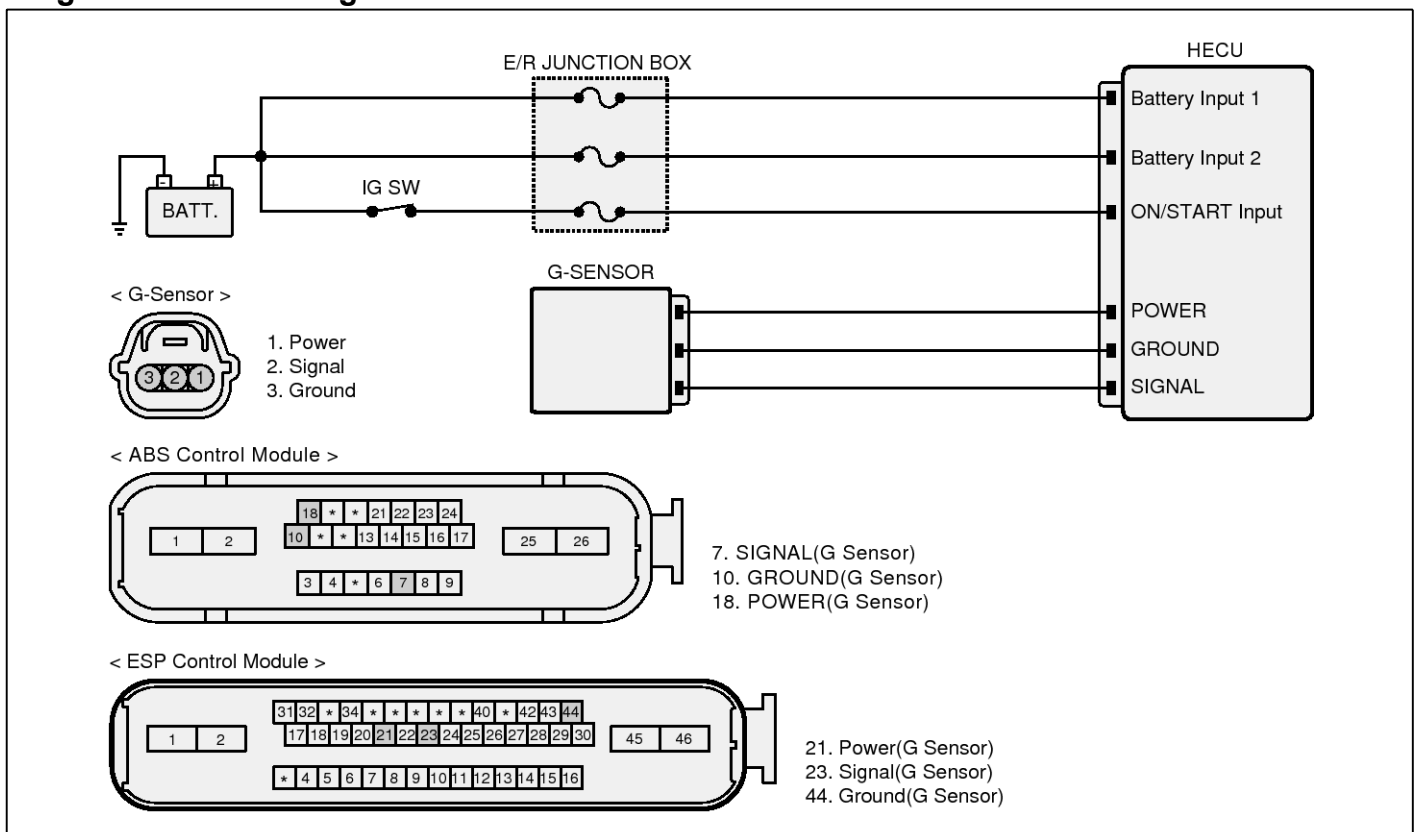 E/R JUNCTION BOX
HECU
Battery Input 1
Battery Input 2
IG SW
ON/START Input
- +
BATT.
G-SENSOR
POWER
GROUND
SIGNAL
< G-Sensor >
3 2 1
1. Power
2. Signal
3. Ground
< ABS Control Module >
18 * * 21 22 23 24
10 * * 13 14 15 16 17
1 2
25 26
3 4 * 6 7 8 9
7. SIGNAL(G Sensor)
10. GROUND(G Sensor)
18. POWER(G Sensor)
< ESP Control Module >
31 32 * 34 * * * * * 40 * 42 43 44
17 18 19 20 21 22 23 24 25 26 27 28 29 30
1 2
45 46
* 4 5 6 7 8 9 10 11 12 13 14 15 16
21. Power(G Sensor)
23. Signal(G Sensor)
44. Ground(G Sensor)